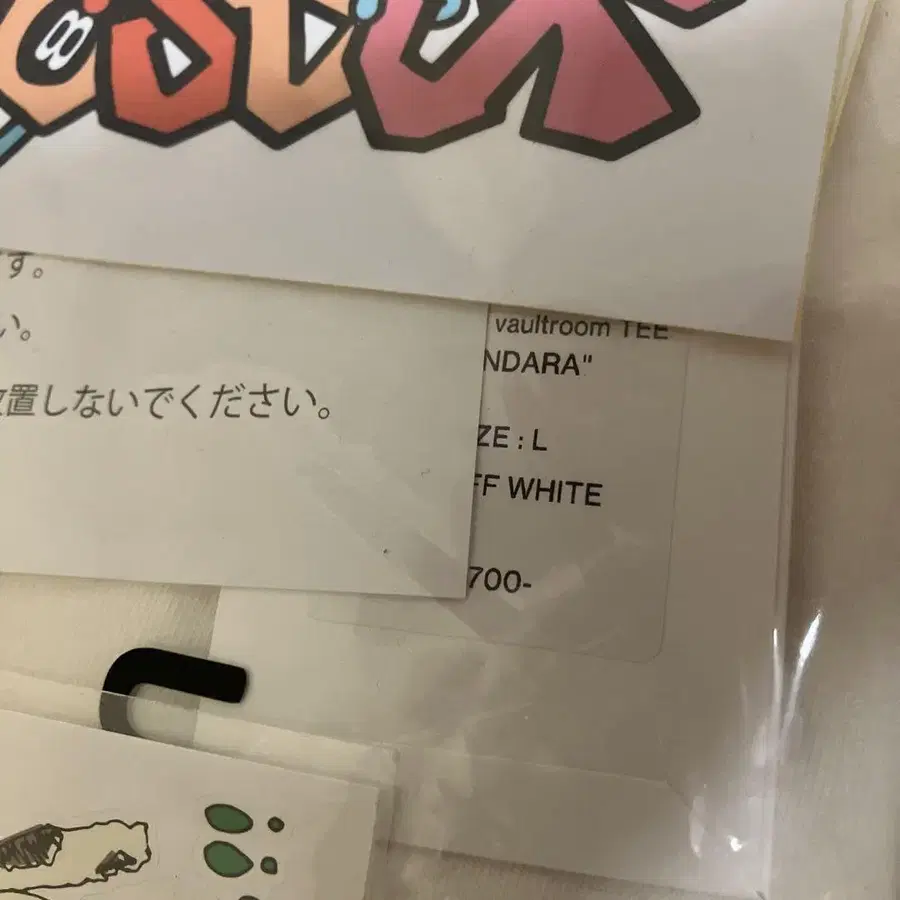 す。
い。
放置しないでください。
vaultroom TEE
NDARA"
ZE : L
FF WHITE
700-